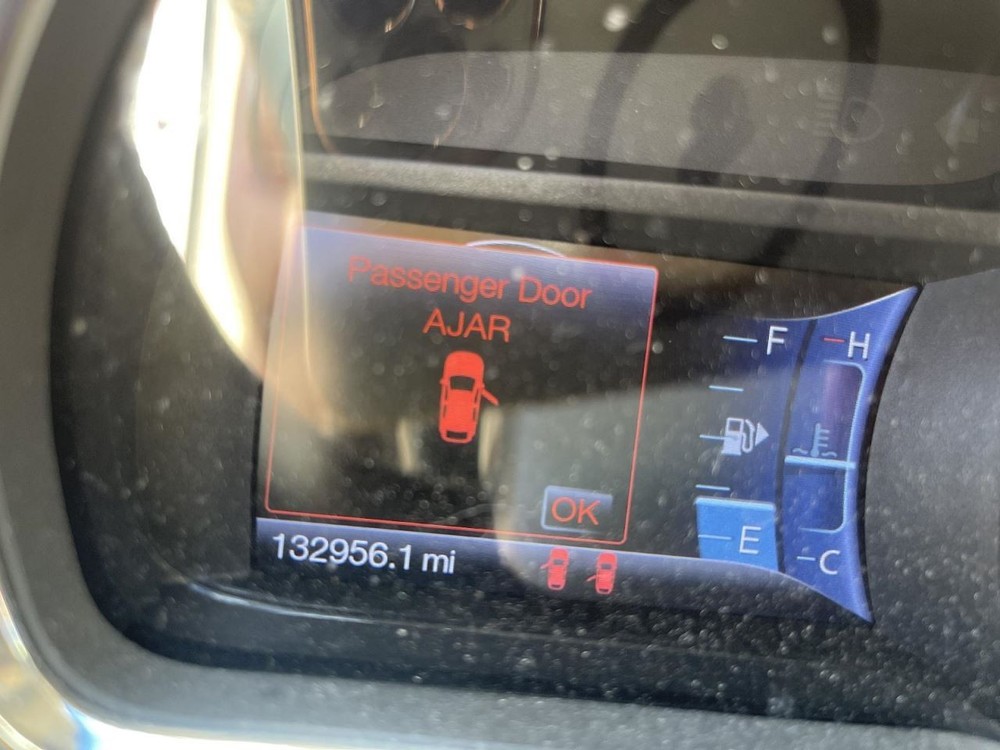 Passenger Door
AJAR
OK
132956.1 mi
F
E
H
C